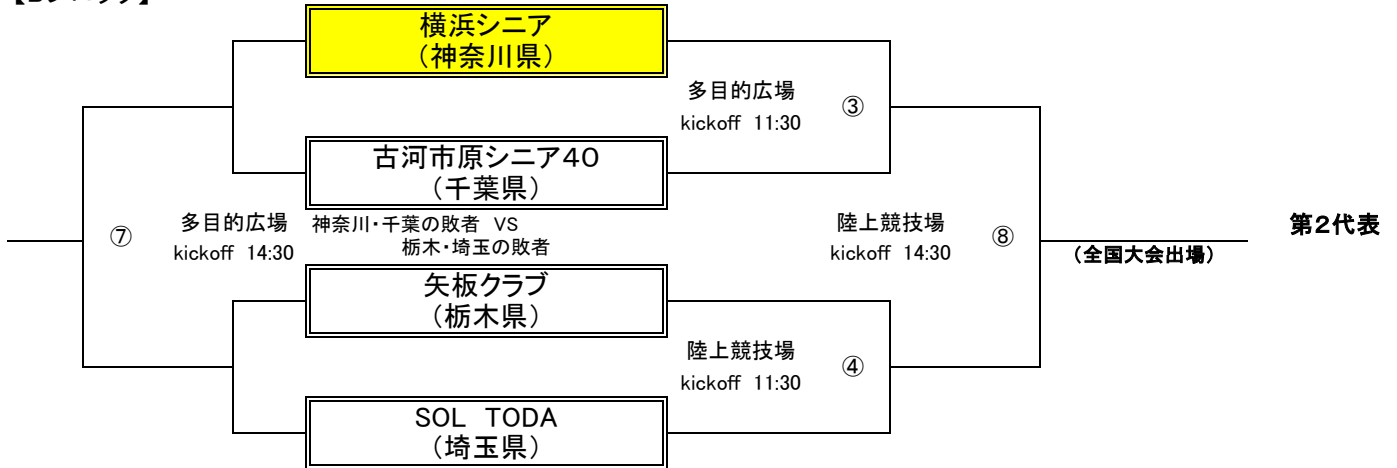 横浜シニア
（神奈川県）
多目的広場
③
kickoff 11:30
古河市原シニア４０
（千葉県）
⑦
多目的広場
kickoff 14:30
神奈川・千葉の敗者 VS
栃木・埼玉の敗者
陸上競技場
kickoff 14:30
⑧
第２代表
（全国大会出場）
矢板クラブ
（栃木県）
陸上競技場
kickoff 11:30
④
SOL TODA
（埼玉県）